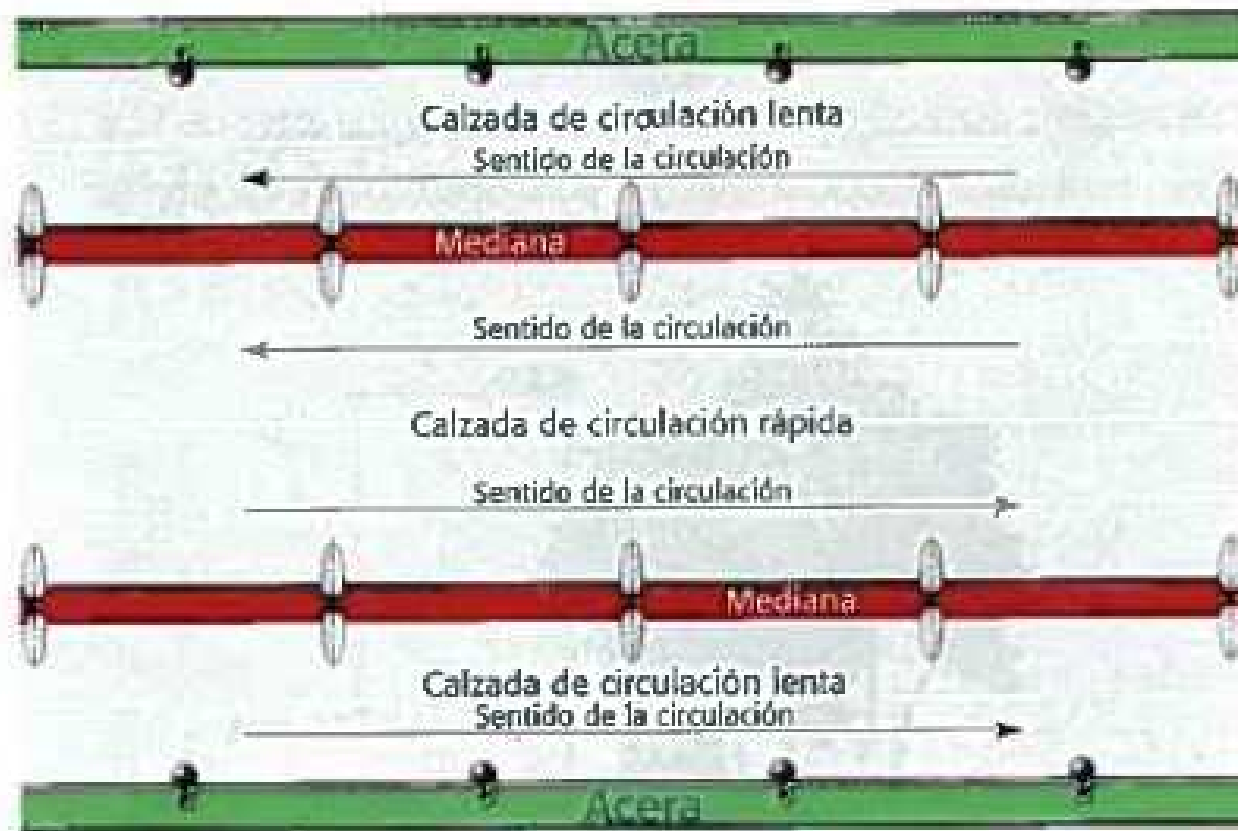 Acera
Calzada de circulación lenta
Sentido de la circulación
Mediana
Sentido de la circulación
Calzada de circulación rápida
Sentido de la circulación
Mediana
Calzada de circulación lenta
Sentido de la circulación
Acera